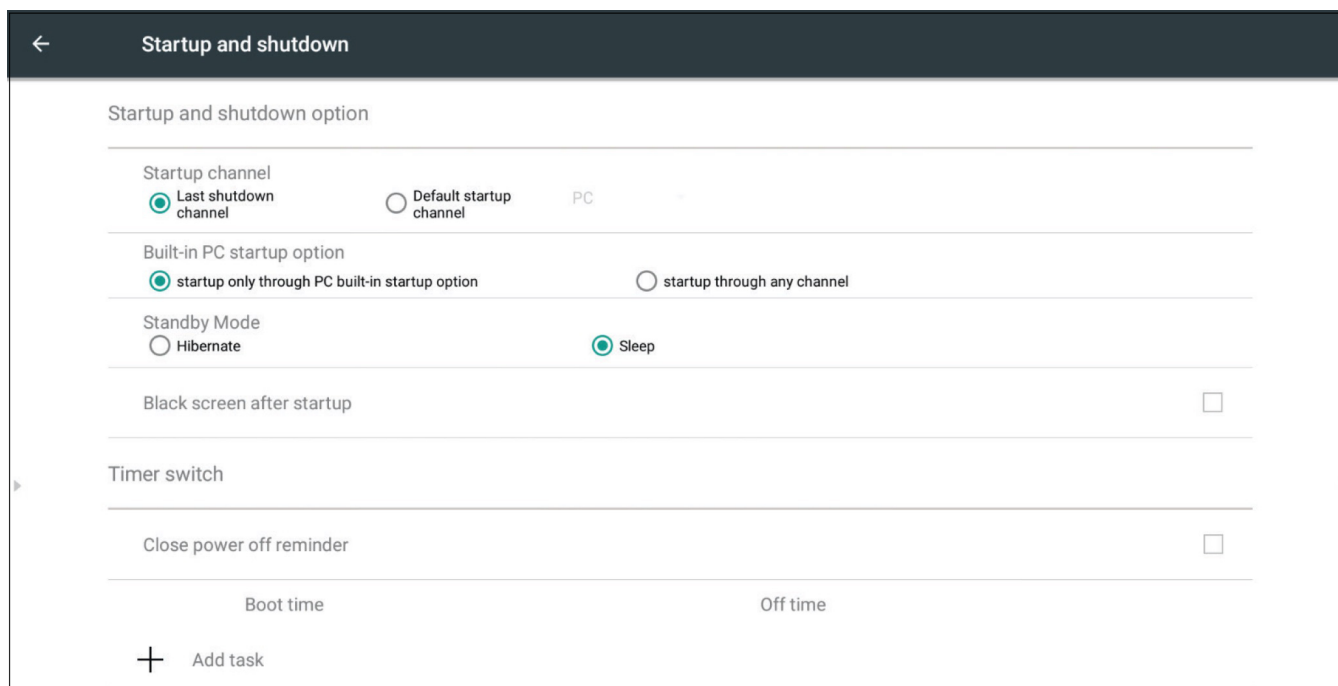 Startup and shutdown
Startup and shutdown option
Startup channel
Last shutdown
channel
Default startup
channel
PC
Built-in PC startup option
startup only through PC built-in startup option
startup through any channel
Standby Mode
Hibernate
Sleep
Black screen after startup
Timer switch
Close power off reminder
Boot time
Off time
Add task